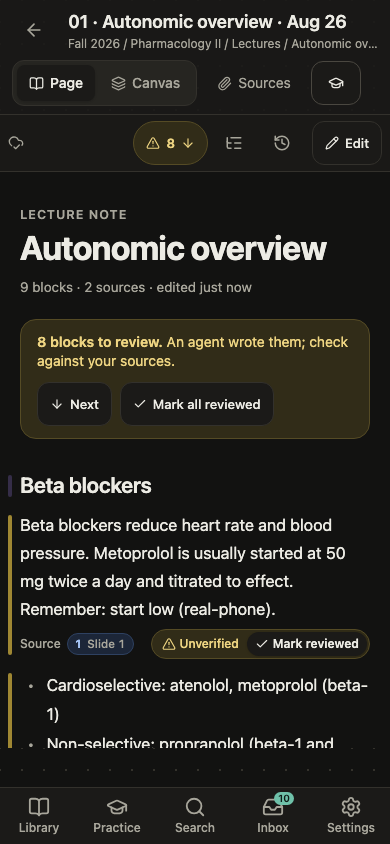 01 · Autonomic overview · Aug 26
Fall 2026 / Pharmacology II / Lectures / Autonomic ov...
Page
Canvas
Sources
8
Edit
LECTURE NOTE
Autonomic overview
9 blocks · 2 sources · edited just now
8 blocks to review. An agent wrote them; check
against your sources.
Next
Mark all reviewed
Beta blockers
Beta blockers reduce heart rate and blood
pressure. Metoprolol is usually started at 50
mg twice a day and titrated to effect.
Remember: start low (real-phone).
Source 1 Slide 1 Unverified Mark reviewed
• Cardioselective: atenolol, metoprolol (beta-
1)
• Non-selective: propranolol (beta-1 and
10
Library Practice Search Inbox Settings